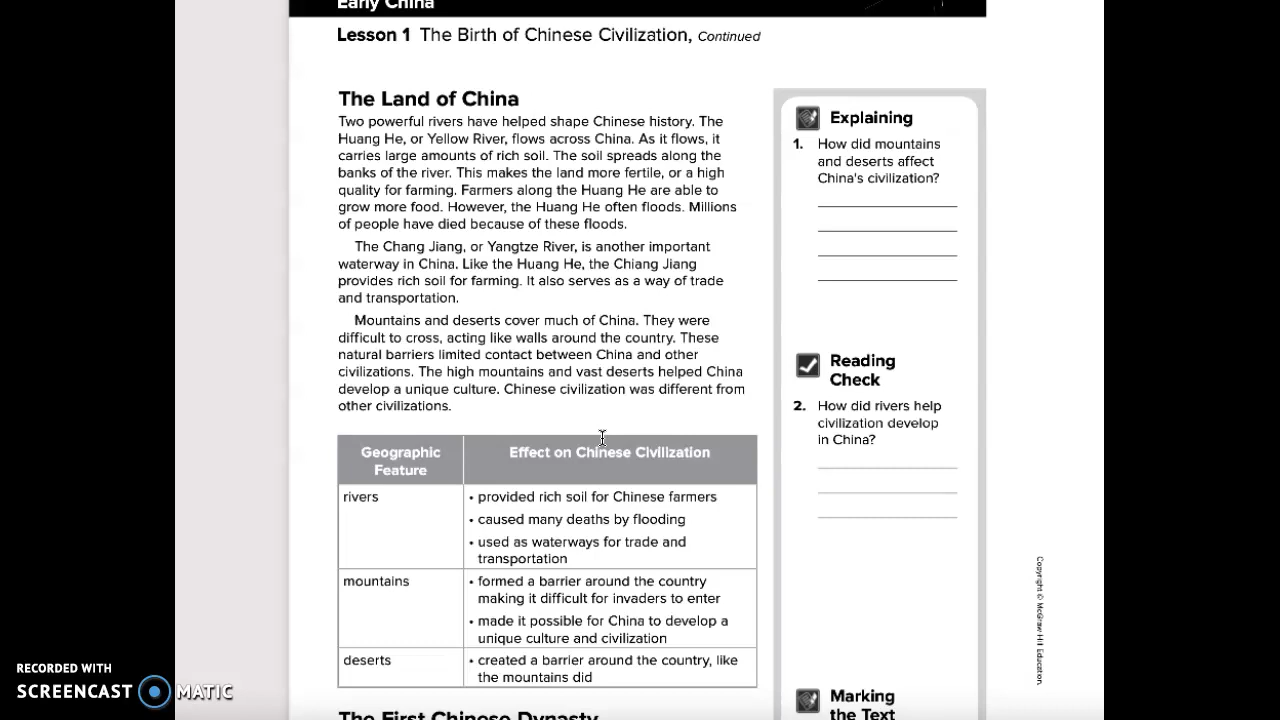 Early China
Lesson 1 The Birth of Chinese Civilization, Continued
The Land of China
Two powerful rivers have helped shape Chinese history. The
Huang He, or Yellow River, flows across China. As it flows, it
carries large amounts of rich soil. The soil spreads along the
banks of the river. This makes the land more fertile, or a high
quality for farming. Farmers along the Huang He are able to
grow more food. However, the Huang He often floods. Millions
of people have died because of these floods.
The Chang Jiang, or Yangtze River, is another important
waterway in China. Like the Huang He, the Chiang Jiang
provides rich soil for farming. It also serves as a way of trade
and transportation.
Mountains and deserts cover much of China. They were
difficult to cross, acting like walls around the country. These
natural barriers limited contact between China and other
civilizations. The high mountains and vast deserts helped China
develop a unique culture. Chinese civilization was different from
other civilizations.
Geographic
Feature
Effect on Chinese Civilization
rivers
• provided rich soil for Chinese farmers
• caused many deaths by flooding
• used as waterways for trade and
transportation
mountains
• formed a barrier around the country
making it difficult for invaders to enter
• made it possible for China to develop a
unique culture and civilization
deserts
• created a barrier around the country, like
the mountains did
The First Chinese Dynasty
Explaining
1. How did mountains
and deserts affect
China's civilization?
Reading
Check
2. How did rivers help
civilization develop
in China?
Marking
the Text
Copyright © McGraw-Hill Education.
RECORDED WITH
SCREENCAST MATIC